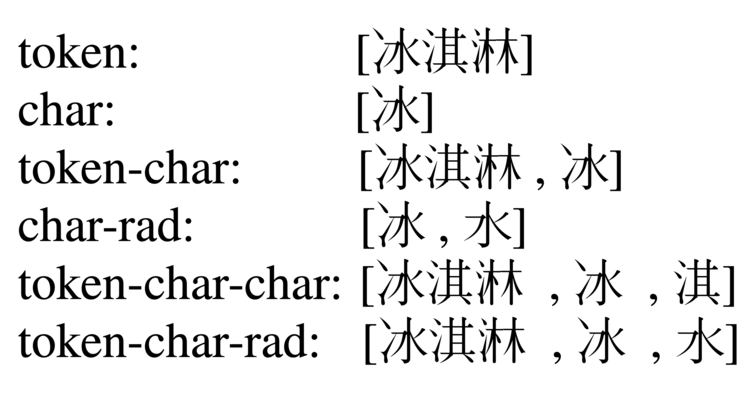 token: [冰淇淋]
char: [冰]
token-char: [冰淇淋 , 冰]
char-rad: [冰 , 水]
token-char-char: [冰淇淋 , 冰 , 淇]
token-char-rad: [冰淇淋 , 冰 , 水]